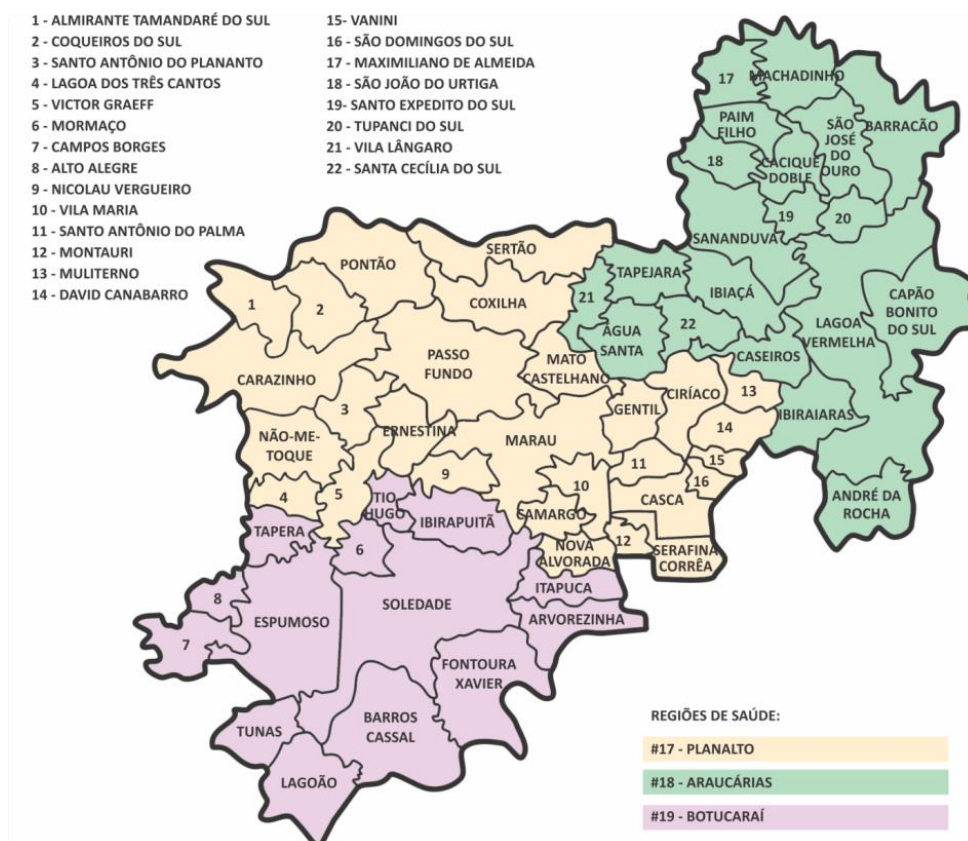 1 - ALMIRANTE TAMANDARÉ DO SUL
2 - COQUEIROS DO SUL
3 - SANTO ANTÔNIO DO PLANANTO
4 - LAGOA DOS TRÊS CANTOS
5 - VICTOR GRAEFF
6 - MORMAÇO
7 - CAMPOS BORGES
8 - ALTO ALEGRE
9 - NICOLAU VERGUEIRO
10 - VILA MARIA
11 - SANTO ANTÔNIO DO PALMA
12 - MONTAURI
13 - MULITERNO
14 - DAVID CANABARRO
15- VANINI
16 - SÃO DOMINGOS DO SUL
17 - MAXIMILIANO DE ALMEIDA
18 - SÃO JOÃO DO URTIGA
19- SANTO EXPEDITO DO SUL
20 - TUPANCI DO SUL
21 - VILA LÂNGARO
22 - SANTA CECÍLIA DO SUL
17
MACHADINHO
PAIM
FILHO
SÃO
JOSÉ
DO
OURO
BARRACÃO
18
CACIQUE
DOBLE
19
20
SANANDUVA
SERTÃO
PONTÃO
TAPEJARA
IBIAÇÁ
COXILHA
21
1
2
CAPÃO
BONITO
DO SUL
LAGOA
VERMELHA
22
ÁGUA
SANTA
PASSO
FUNDO
MATO
CASTELHANO
CASEIROS
CARAZINHO
CIRÍACO
13
3
GENTIL
IBIRAIARAS
ERNESTINA
14
NÃO-ME-
TOQUE
MARAU
15
11
9
10
16
4
5
TIO
HUGO
CASCA
ANDRÉ DA
ROCHA
CAMARGO
IBIRAPUITÃ
TAPERA
12
6
NOVA
ALVORADA
SERAFINA
CORRÊA
ITAPUCA
8
SOLEDADE
ESPUMOSO
ARVOREZINHA
7
FONTOURA
XAVIER
BARROS
CASSAL
TUNAS
LAGOÃO
REGIÕES DE SAÚDE:
#17 - PLANALTO
#18 - ARAUCÁRIAS
#19 - BOTUCARAÍ